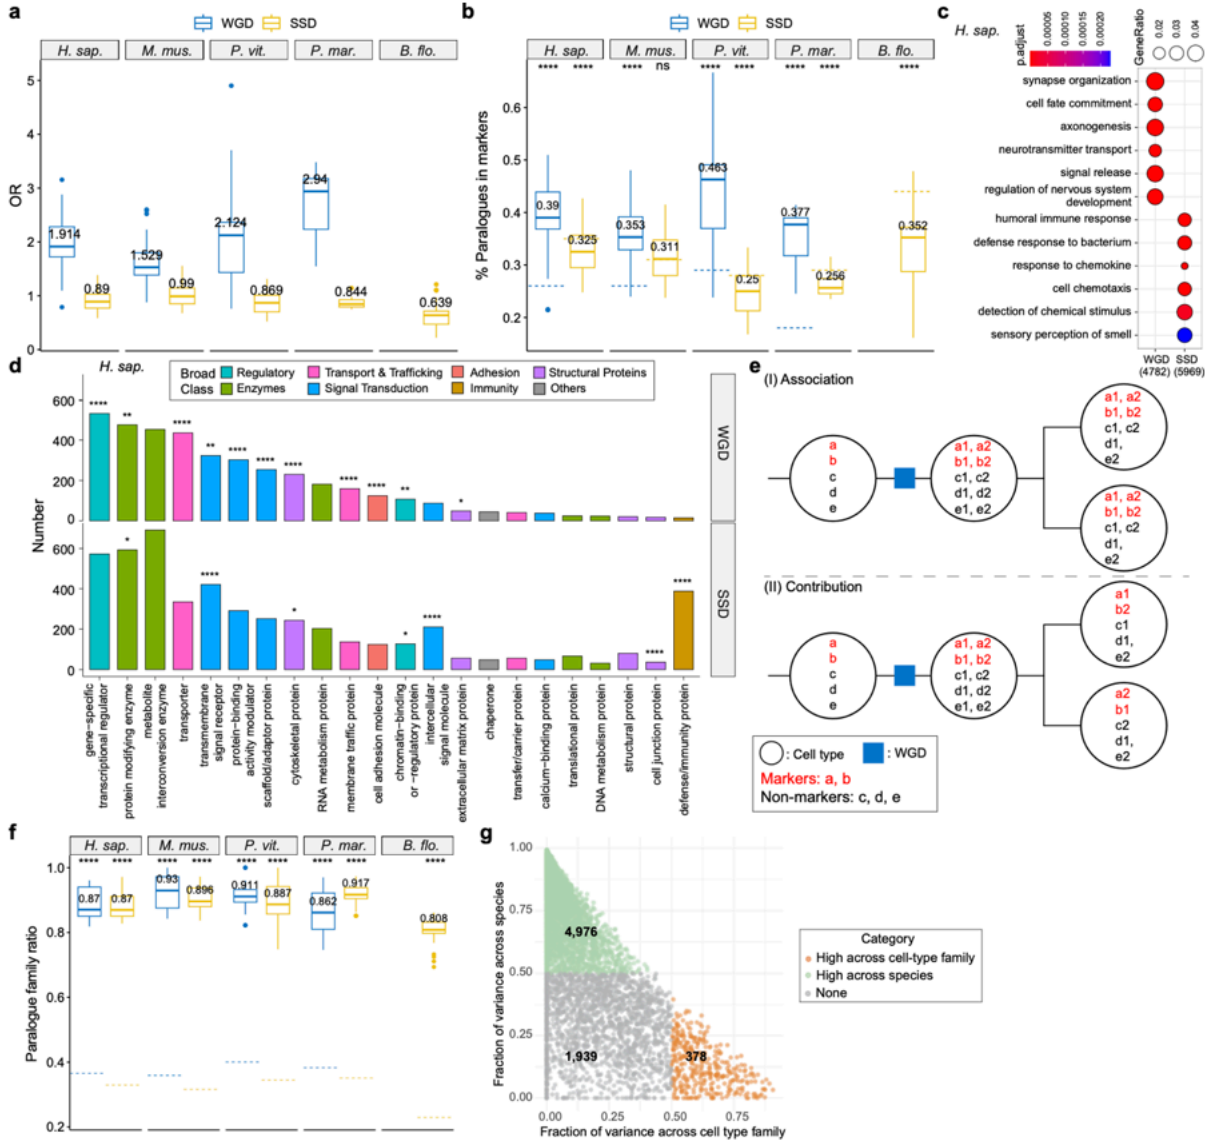 a
WGD
SSD
H. sap.
M. mus.
P. vit.
P. mar.
B. flo.
OR
5
4
3
2
1
0
1.914
0.89
1.529
0.99
2.124
0.869
2.94
0.844
0.639
b
WGD
SSD
H. sap.
M. mus.
P. vit.
P. mar.
B. flo.
**** **** **** ns **** **** **** **** ****
% Paralogues in markers
0.6
0.5
0.4
0.3
0.2
0.39
0.325
0.353
0.311
0.463
0.25
0.377
0.256
0.352
c
H. sap.
p.adjust
0.00005
0.00010
0.00015
0.00020
GeneRatio
0.02
0.03
0.04
synapse organization
cell fate commitment
axonogenesis
neurotransmitter transport
signal release
regulation of nervous system
development
humoral immune response
defense response to bacterium
response to chemokine
cell chemotaxis
detection of chemical stimulus
sensory perception of smell
WGD
(4782)
SSD
(5969)
d
H. sap.
Broad
Class
Regulatory
Transport & Trafficking
Adhesion
Structural Proteins
Enzymes
Signal Transduction
Immunity
Others
Number
600
400
200
0
**** ** ** **** **** **** **** **** ** *
WGD
600
400
200
0
* **** * * **** **** ****
SSD
gene-specific
transcriptional regulator
protein modifying enzyme
metabolite
interconversion enzyme
transporter
transmembrane
signal receptor
protein-binding
activity modulator
scaffold/adaptor protein
cytoskeletal protein
RNA metabolism protein
membrane traffic protein
cell adhesion molecule
chromatin-binding
or -regulatory protein
intercellular
signal molecule
extracellular matrix protein
chaperone
transfer/carrier protein
calcium-binding protein
translational protein
DNA metabolism protein
structural protein
cell junction protein
defense/immunity protein
e
(I) Association
a
b
c
d
e
a1, a2
b1, b2
c1, c2
d1, d2
e1, e2
a1, a2
b1, b2
c1, c2
d1,
e2
a1, a2
b1, b2
c1, c2
d1,
e2
(II) Contribution
a
b
c
d
e
a1, a2
b1, b2
c1, c2
d1, d2
e1, e2
a1
b2
c1
d1,
e2
a2
b1
c2
d1,
e2
: Cell type
: WGD
Markers: a, b
Non-markers: c, d, e
f
H. sap.
M. mus.
P. vit.
P. mar.
B. flo.
**** **** **** **** **** **** **** **** ****
Paralogue family ratio
1.0
0.8
0.6
0.4
0.2
0.87
0.87
0.93
0.896
0.911
0.887
0.862
0.917
0.808
g
Fraction of variance across species
1.00
0.75
0.50
0.25
0.00
4,976
1,939
378
0.00
0.25
0.50
0.75
Fraction of variance across cell type family
Category
High across cell-type family
High across species
None